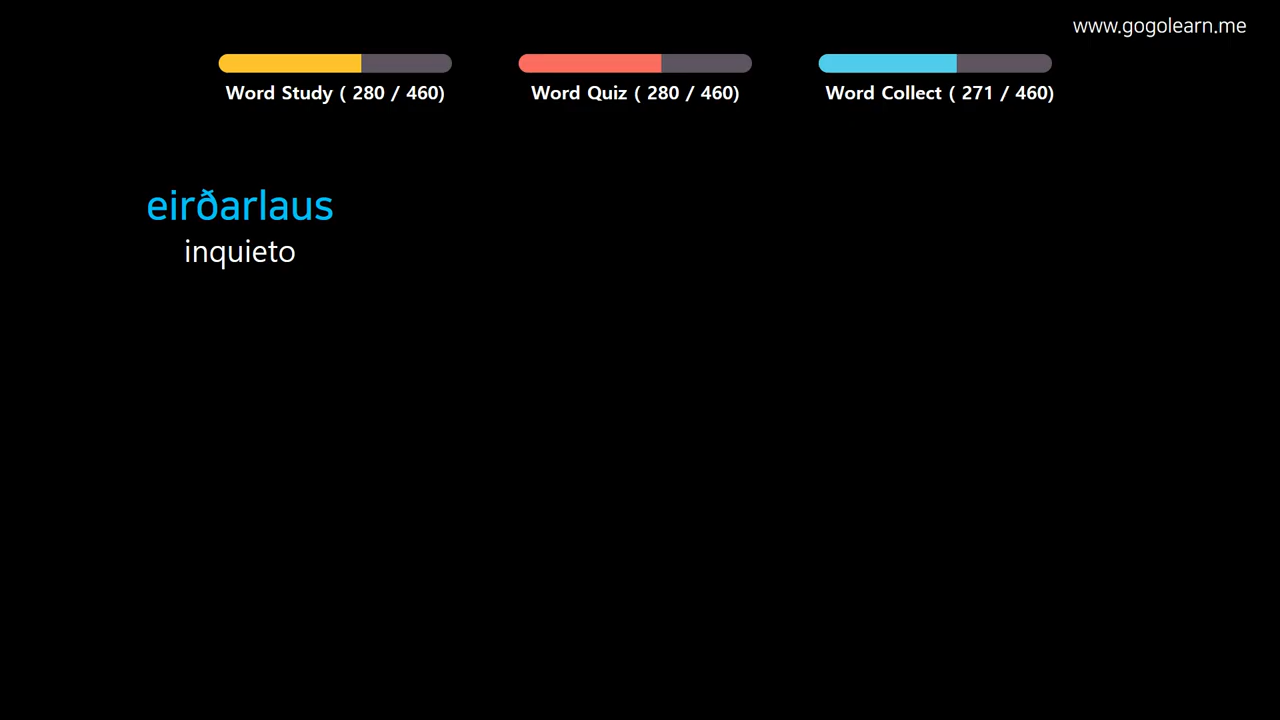 www.gogolearn.me
Word Study ( 280 / 460)
Word Quiz ( 280 / 460)
Word Collect ( 271 / 460)
eirðarlaus
inquieto